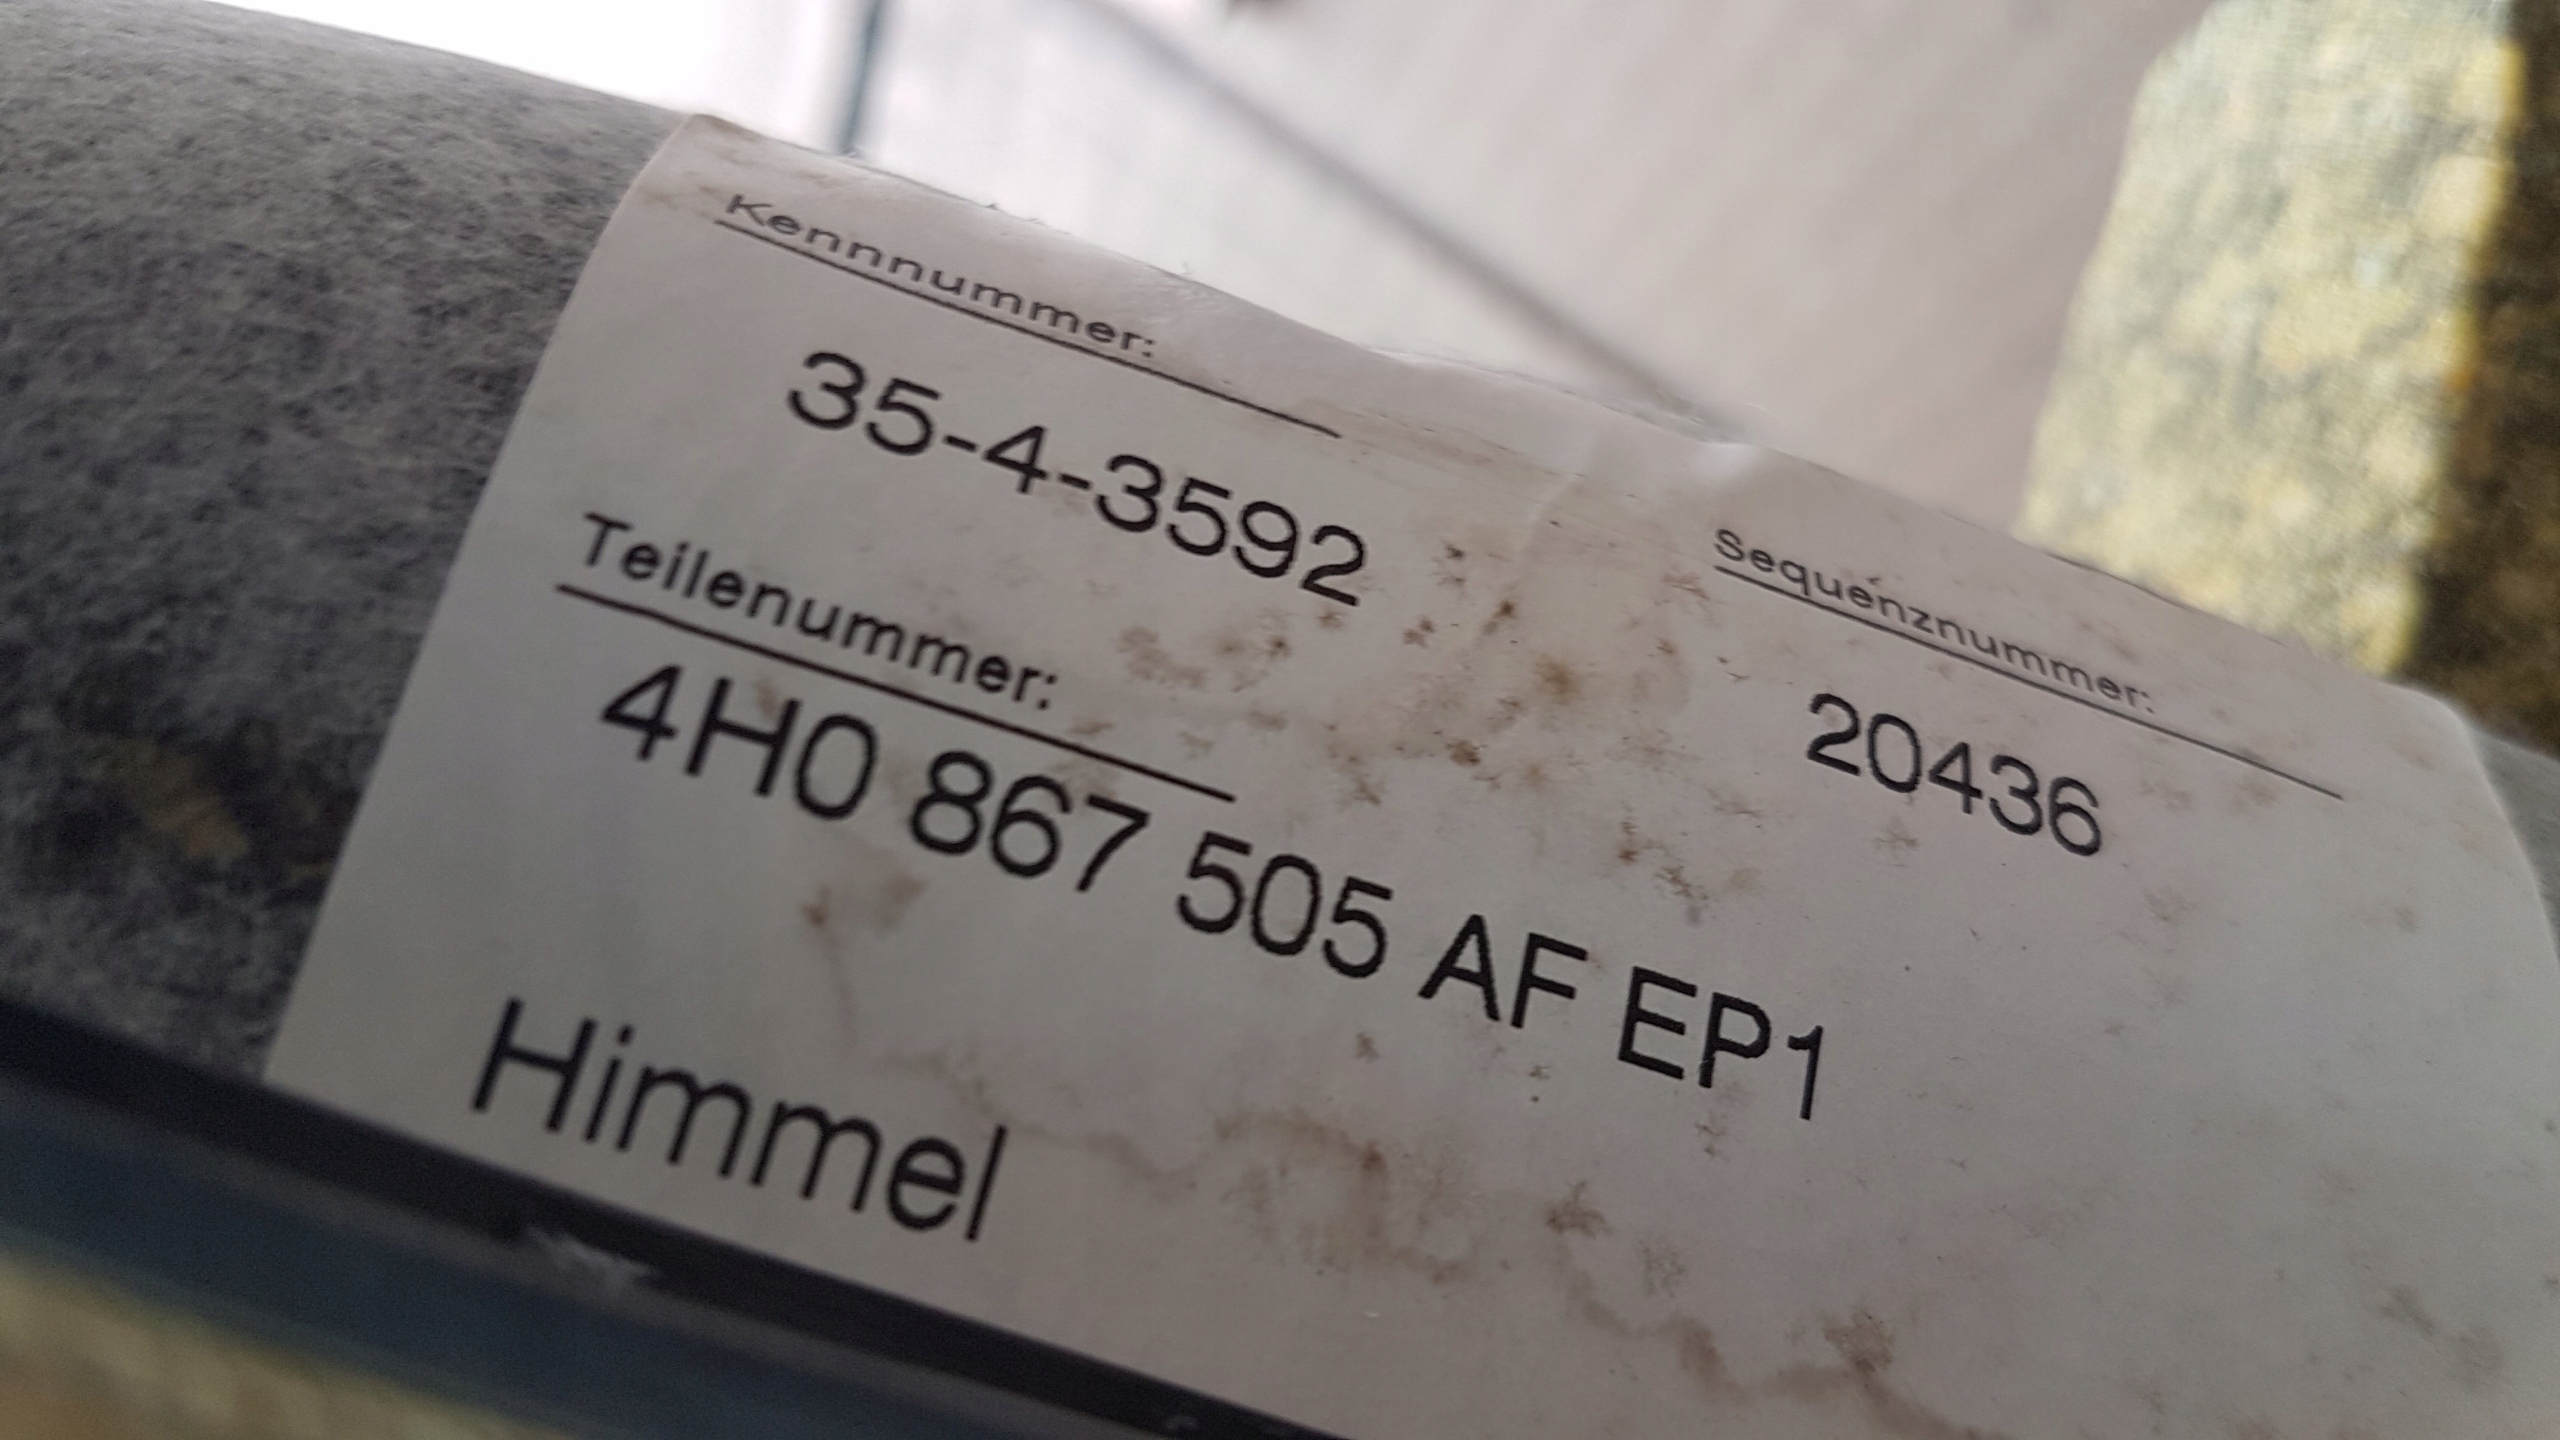 Kennnummer:
35-4-3592
Sequenznummer:
20436
Teilenummer:
4H0 867 505 AF EP1
Himmel